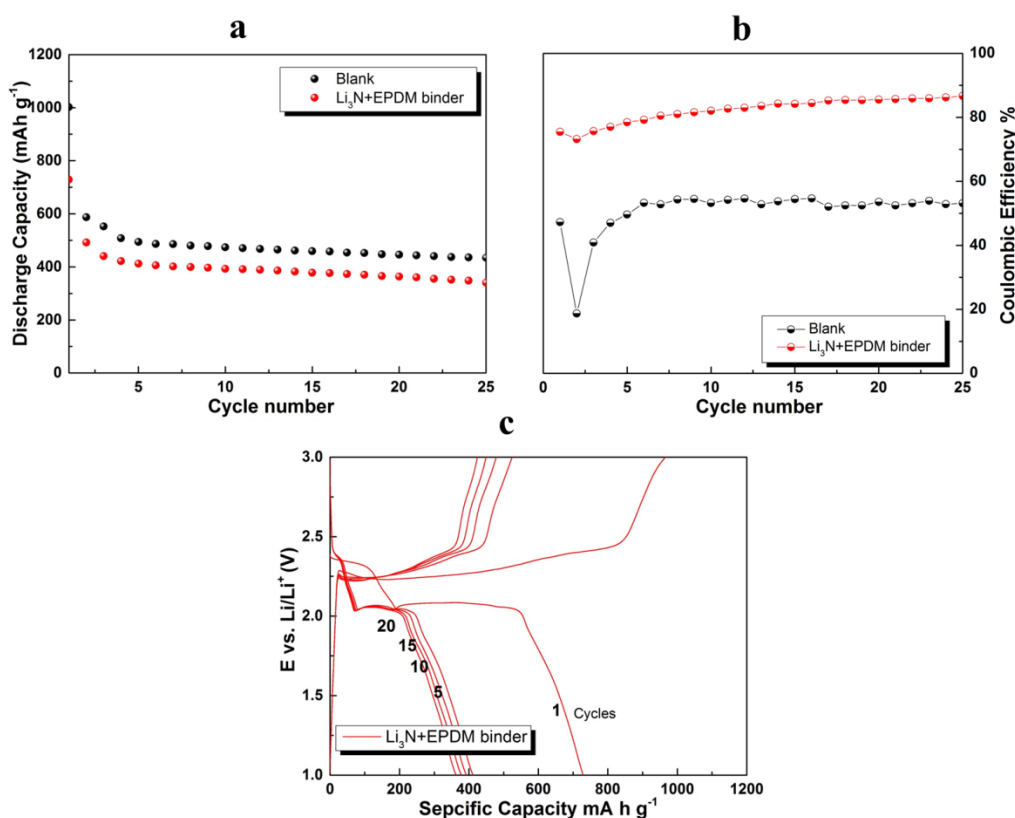 a
1200
1000
800
600
400
200
0
5
10
15
20
25
Discharge Capacity (mAh g⁻¹)
Cycle number
Blank
Li₃N+EPDM binder
b
100
80
60
40
20
0
0
5
10
15
20
25
Coulombic Efficiency %
Cycle number
Blank
Li₃N+EPDM binder
c
3.0
2.5
2.0
1.5
1.0
E vs. Li/Li⁺ (V)
20
15
10
5
1 Cycles
Li₃N+EPDM binder
0
200
400
600
800
1000
1200
Sepcific Capacity mA h g⁻¹